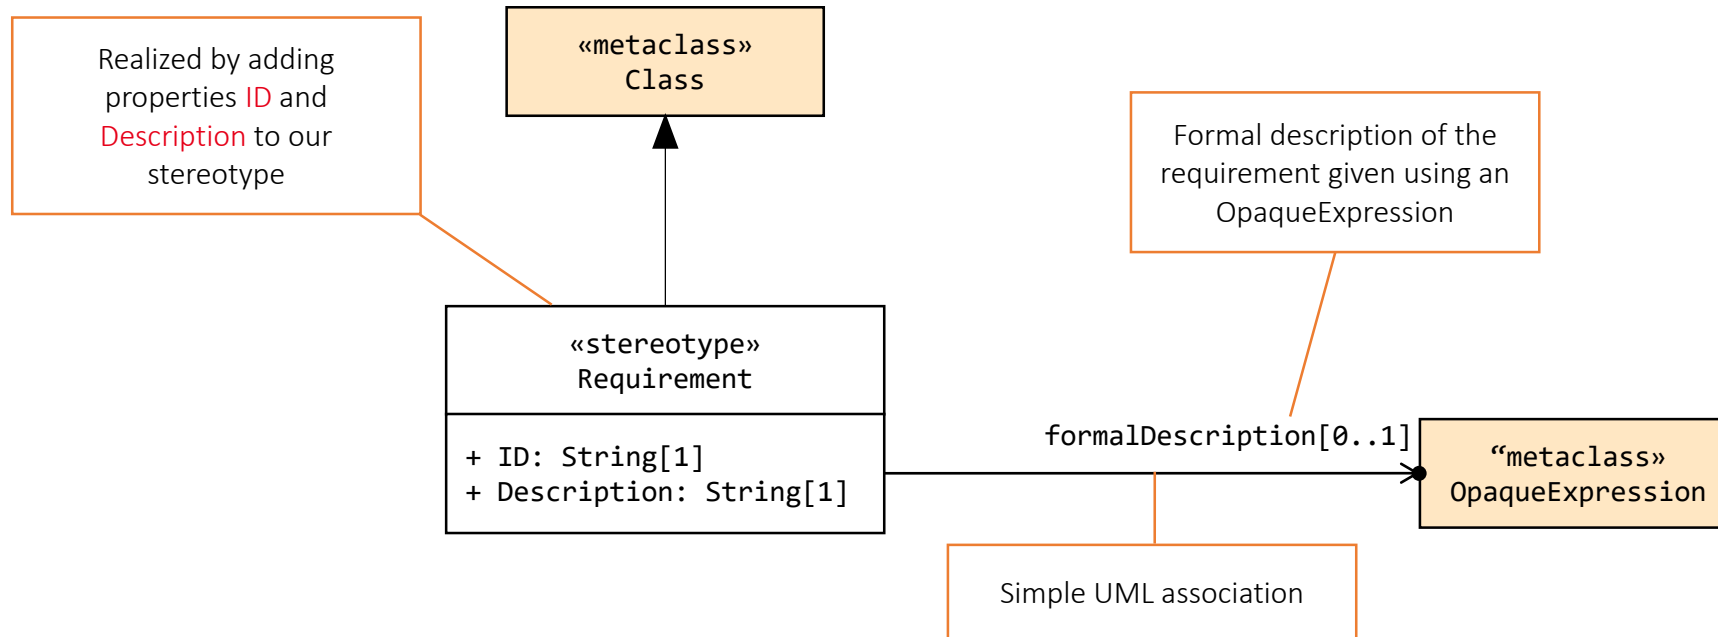 Realized by adding
properties ID and
Description to our
stereotype
«metaclass»
Class
Formal description of the
requirement given using an
OpaqueExpression
«stereotype»
Requirement
+ ID: String[1]
+ Description: String[1]
formalDescription[0..1]
“metaclass»
OpaqueExpression
Simple UML association